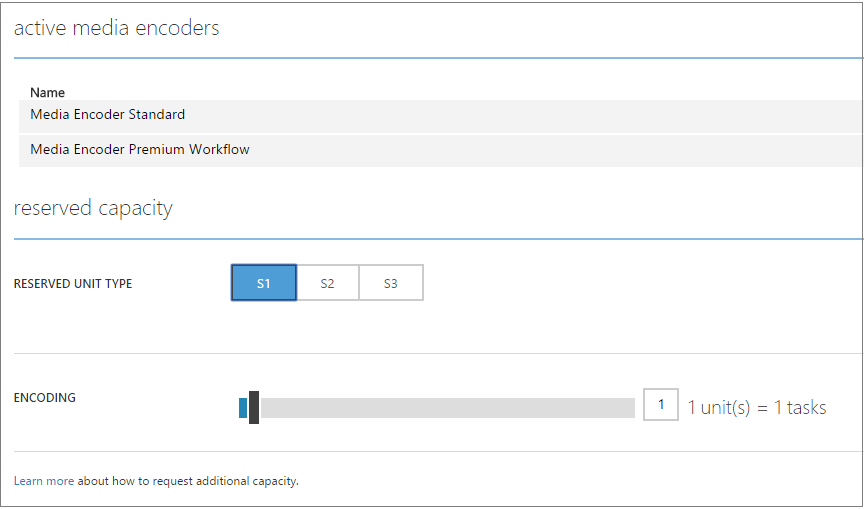 active media encoders
Name
Media Encoder Standard
Media Encoder Premium Workflow
reserved capacity
RESERVED UNIT TYPE S1 S2 S3
ENCODING 1 1 unit(s) = 1 tasks
Learn more about how to request additional capacity.